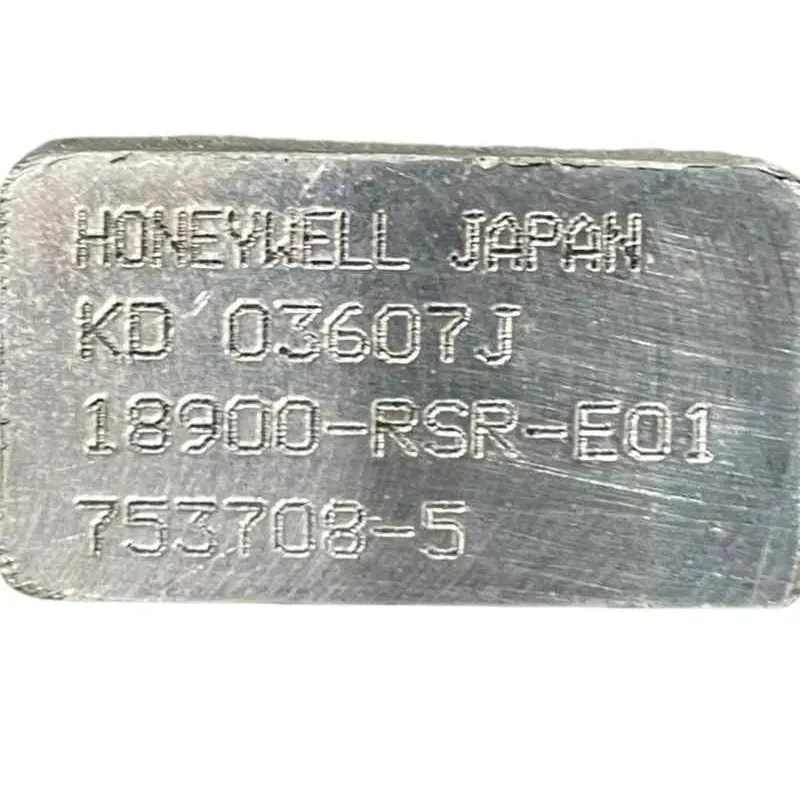 HONEYWELL JAPAN
KD 03607J
18900-RSR-E01
753708-5